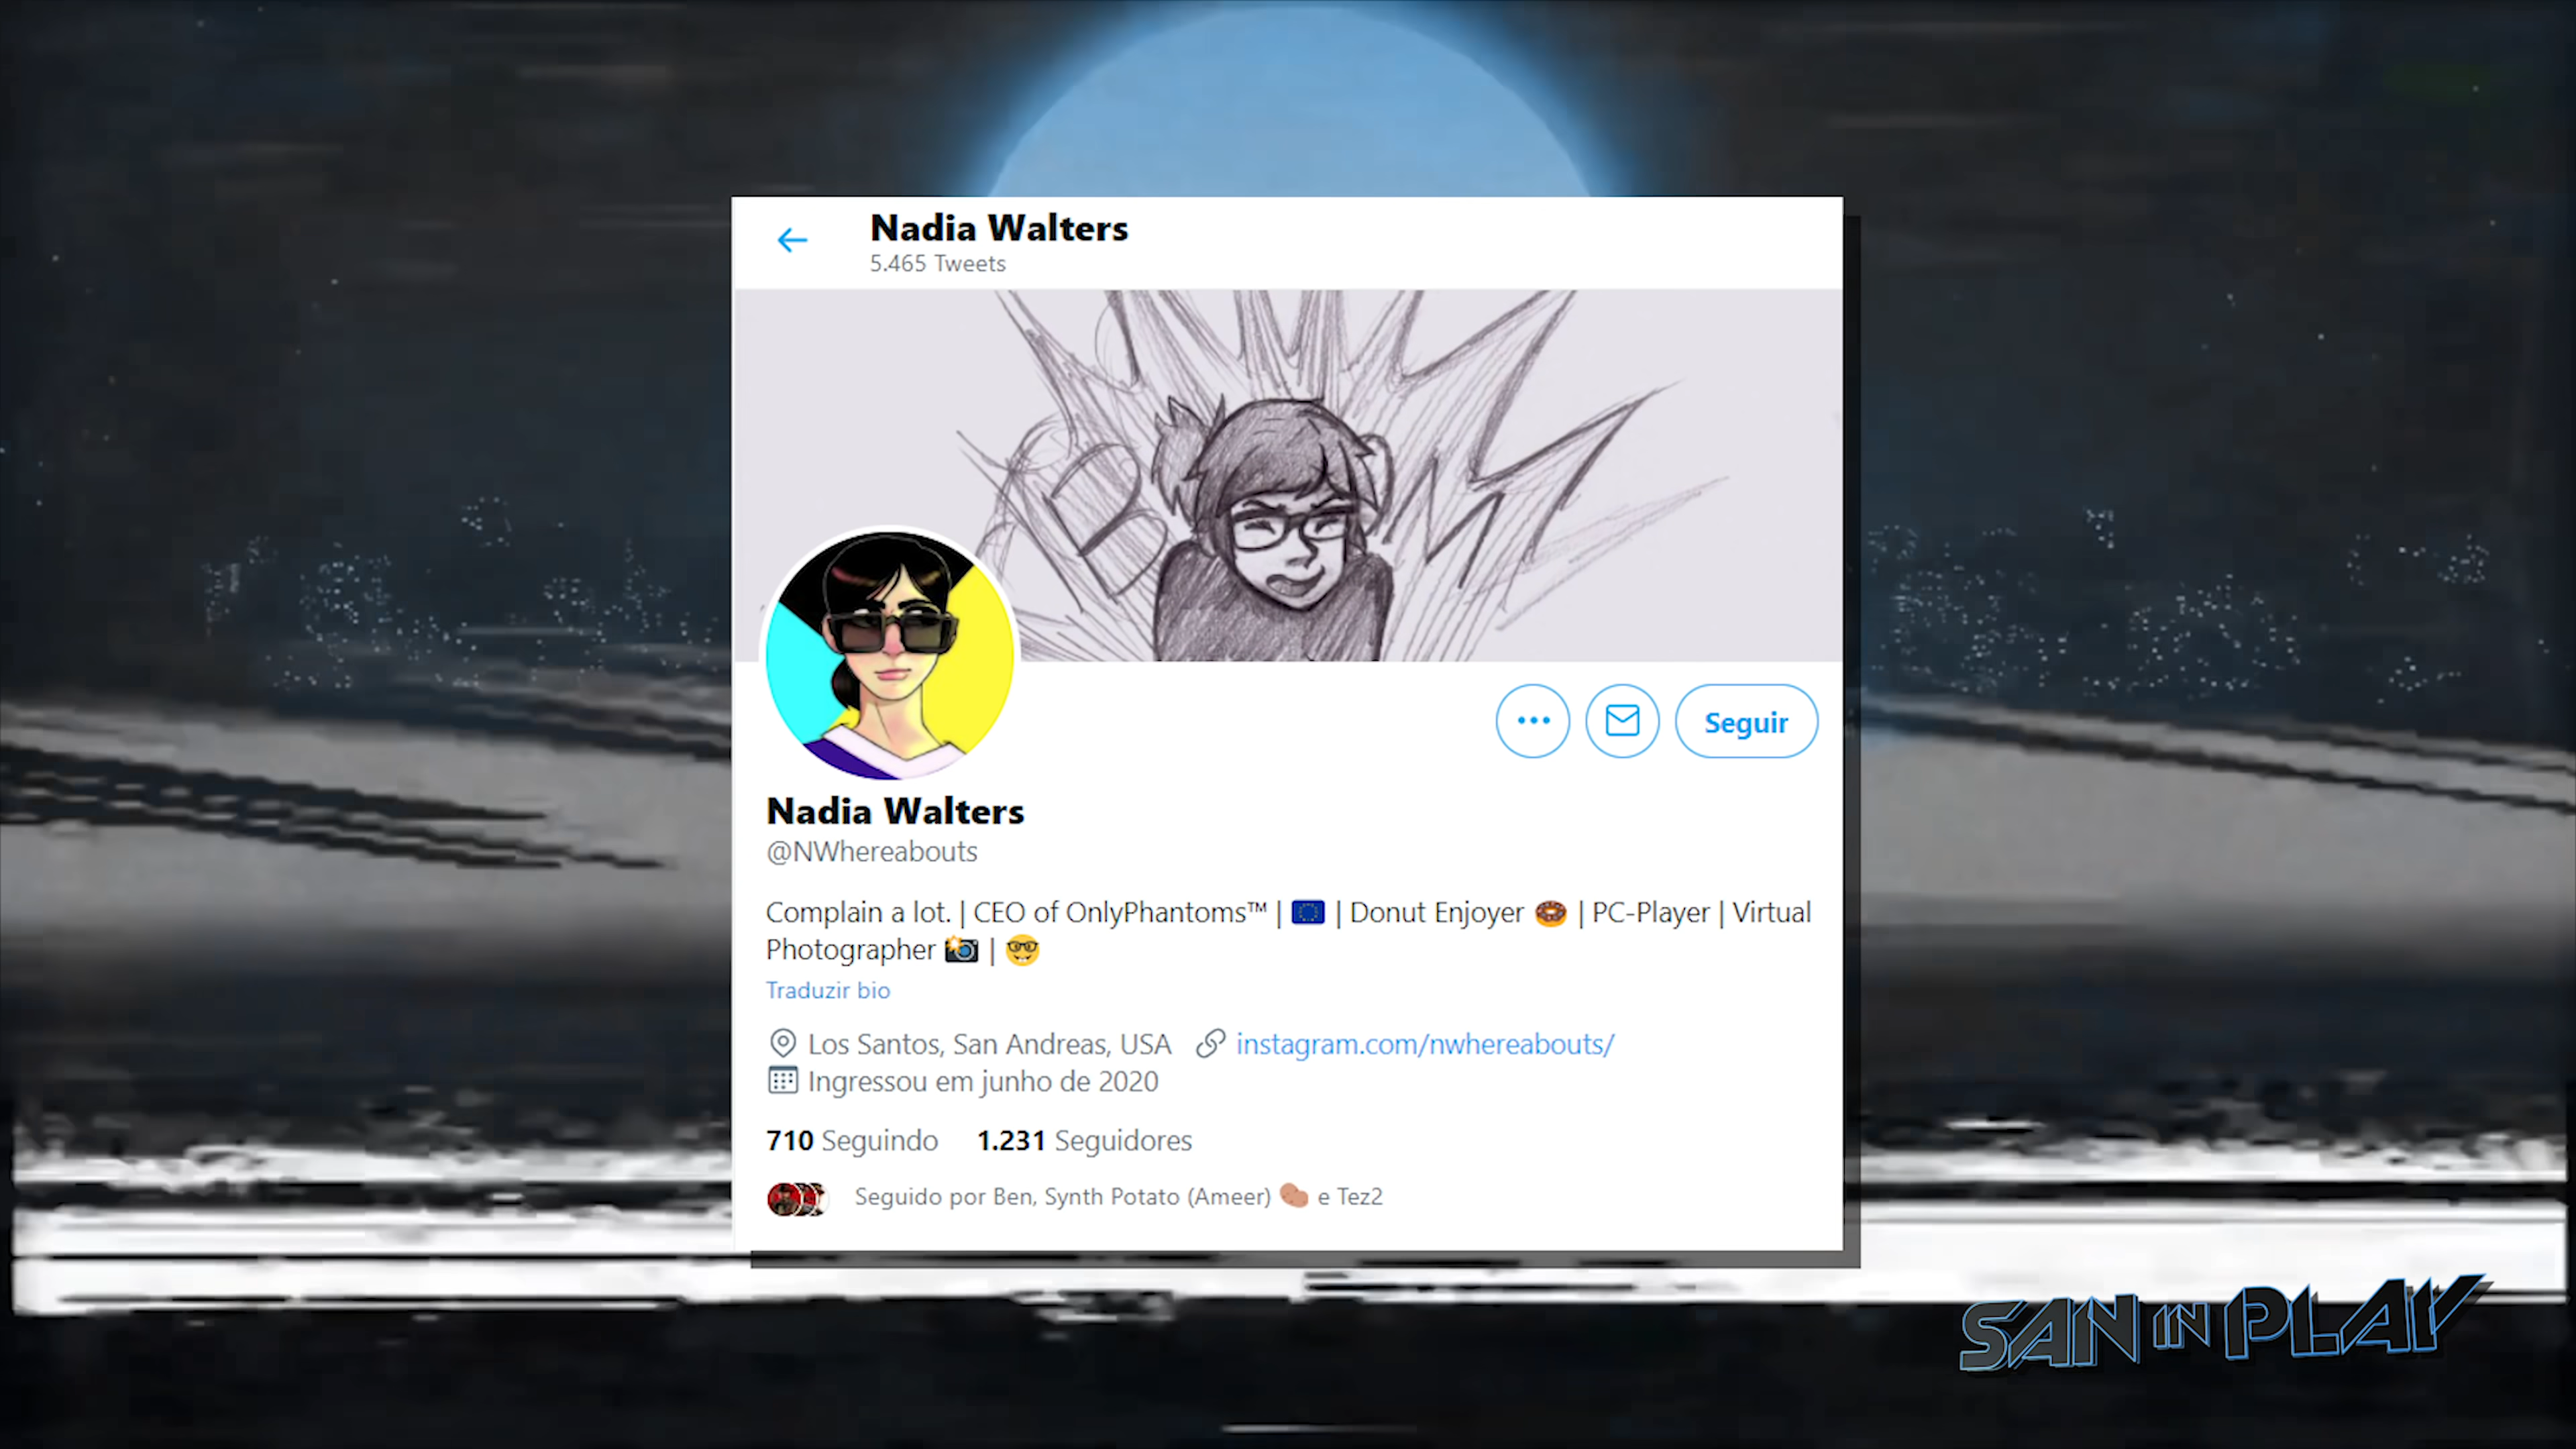 Nadia Walters
5.465 Tweets
BOOM
Seguir
Nadia Walters
@NWhereabouts
Complain a lot. | CEO of OnlyPhantoms™ | 🇪🇺 | Donut Enjoyer 🍩 | PC-Player | Virtual
Photographer 📸 | 🤓
Traduzir bio
Los Santos, San Andreas, USA instagram.com/nwhereabouts/
Ingressou em junho de 2020
710 Seguindo 1.231 Seguidores
Seguido por Ben, Synth Potato (Ameer) 🥔 e Tez2
SAN IN PLAY